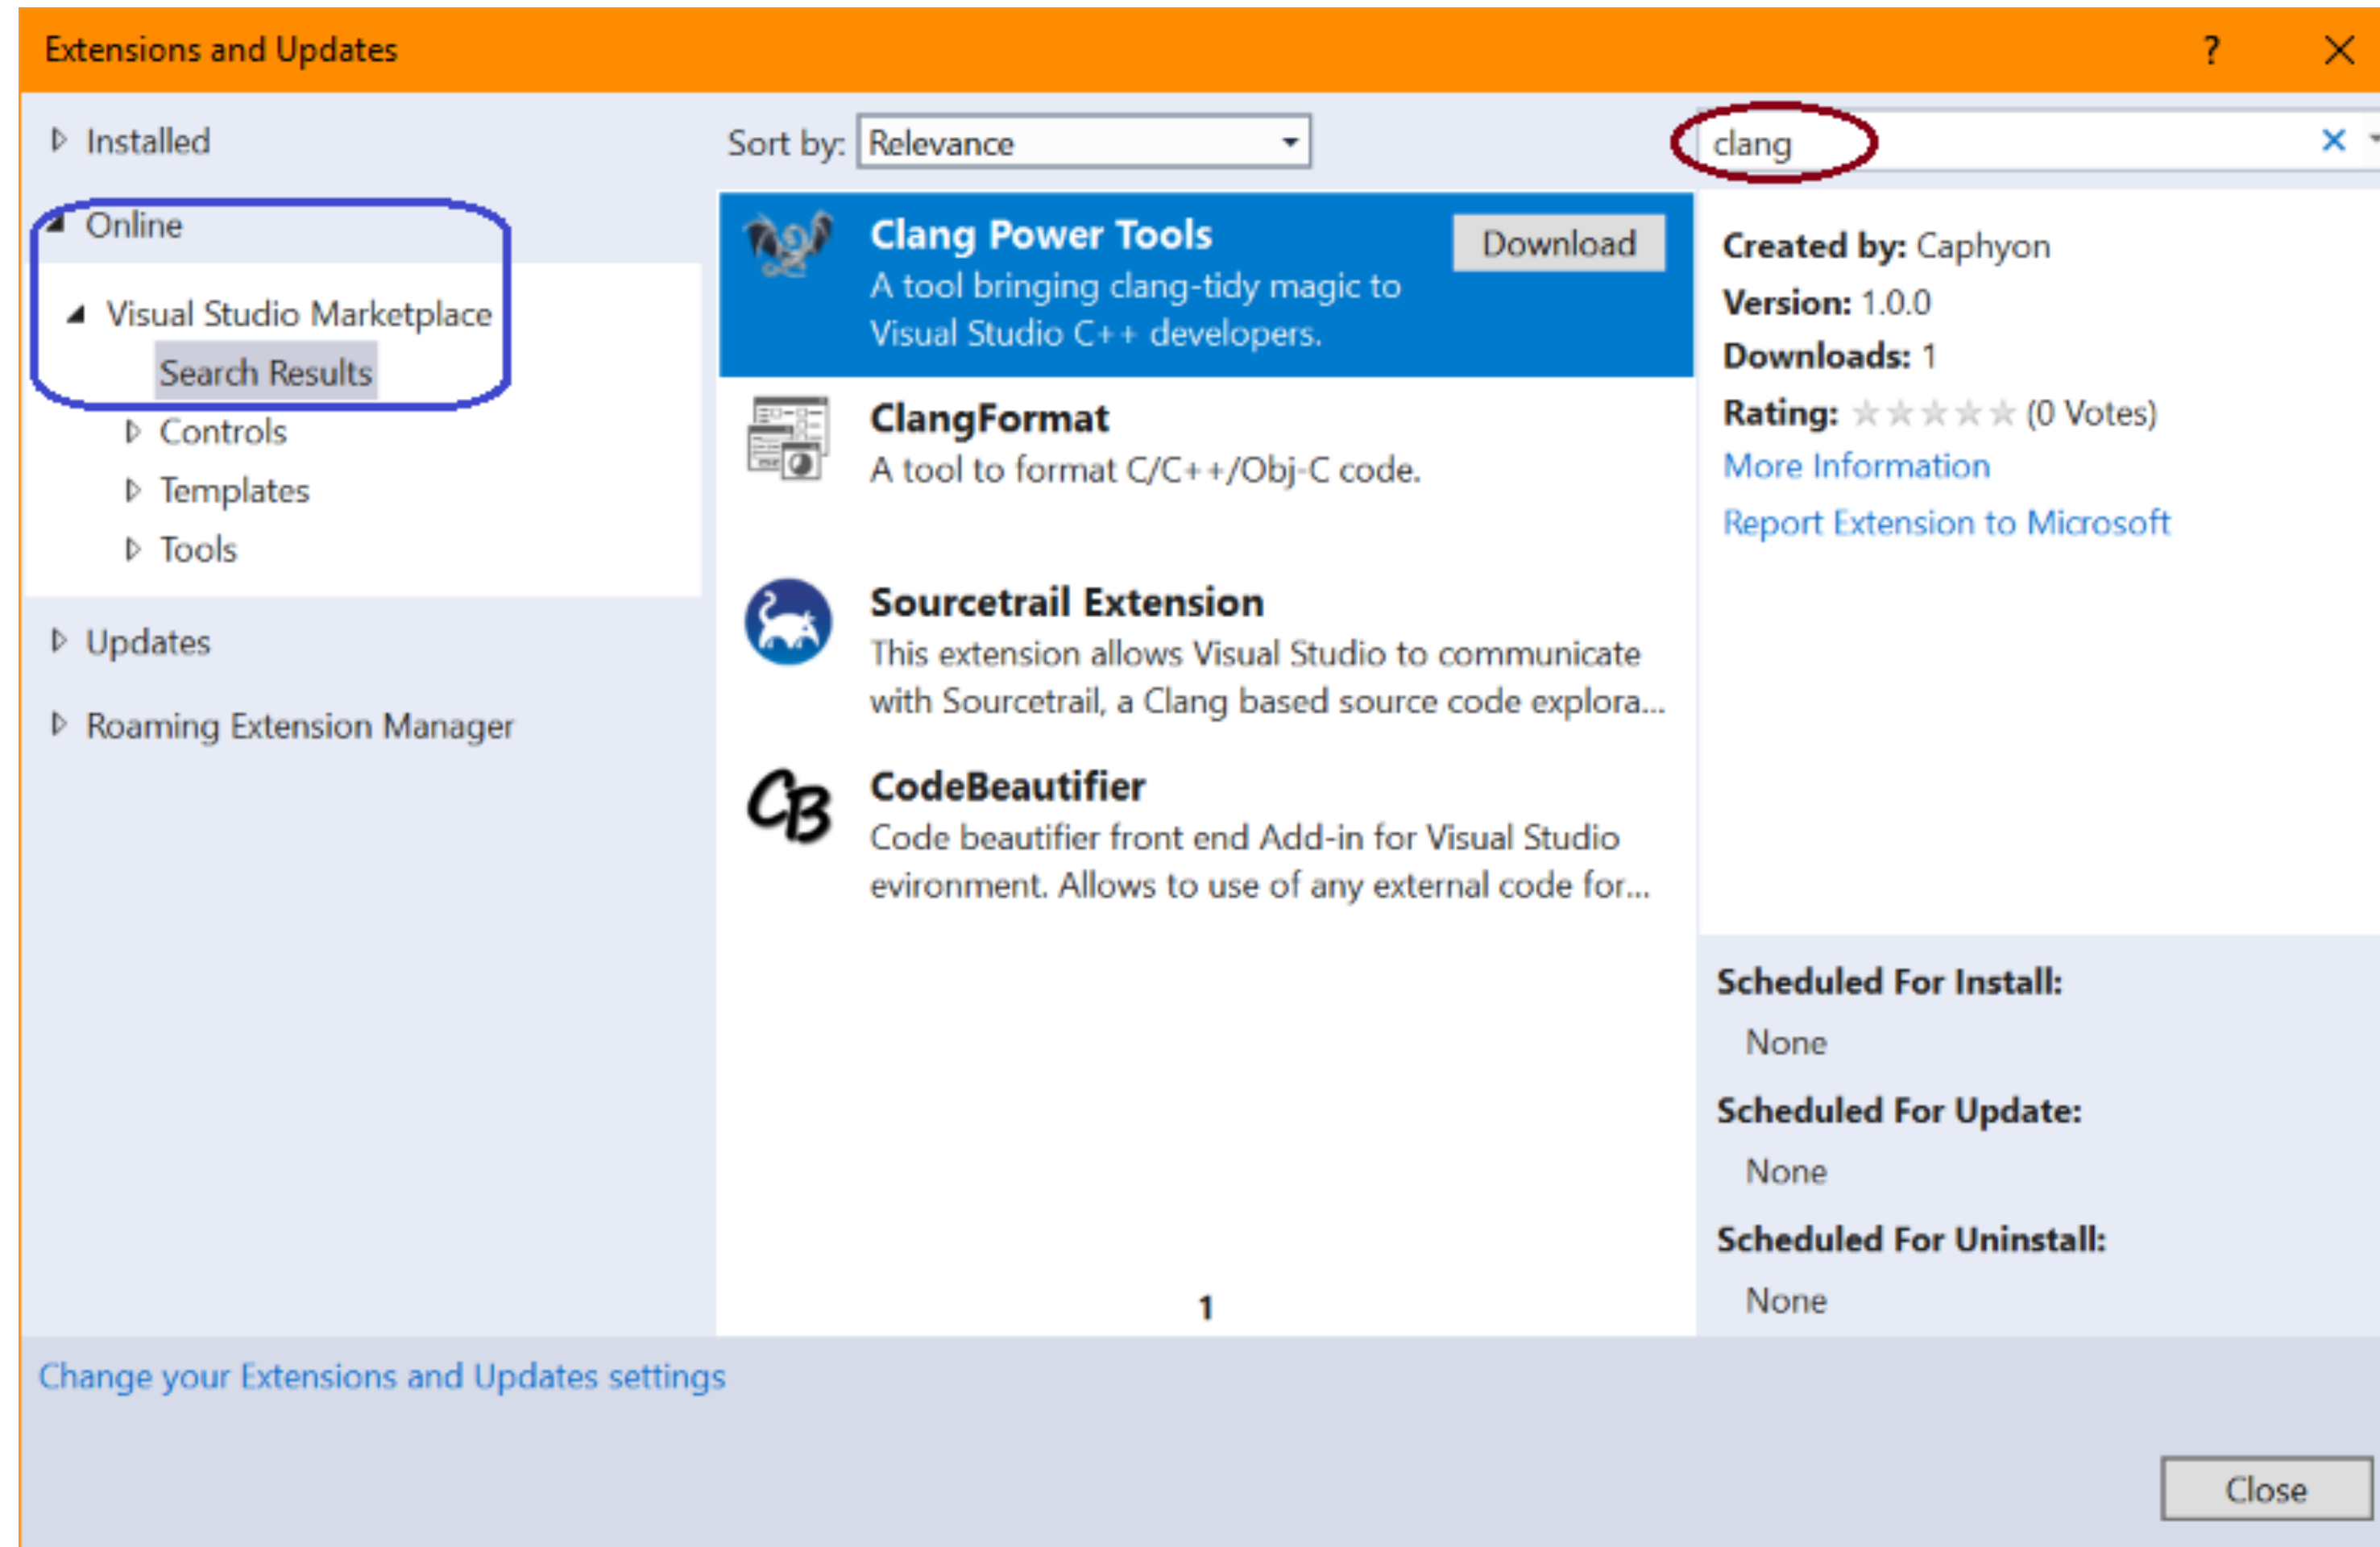 Extensions and Updates ?
Installed
Online
Visual Studio Marketplace
Search Results
Controls
Templates
Tools
Updates
Roaming Extension Manager
Sort by: Relevance
clang
Clang Power Tools
Download
A tool bringing clang-tidy magic to
Visual Studio C++ developers.
ClangFormat
A tool to format C/C++/Obj-C code.
Sourcetrail Extension
This extension allows Visual Studio to communicate
with Sourcetrail, a Clang based source code explora...
CB
CodeBeautifier
Code beautifier front end Add-in for Visual Studio
evironment. Allows to use of any external code for...
1
Created by: Caphyon
Version: 1.0.0
Downloads: 1
Rating: (0 Votes)
More Information
Report Extension to Microsoft
Scheduled For Install:
None
Scheduled For Update:
None
Scheduled For Uninstall:
None
Change your Extensions and Updates settings
Close